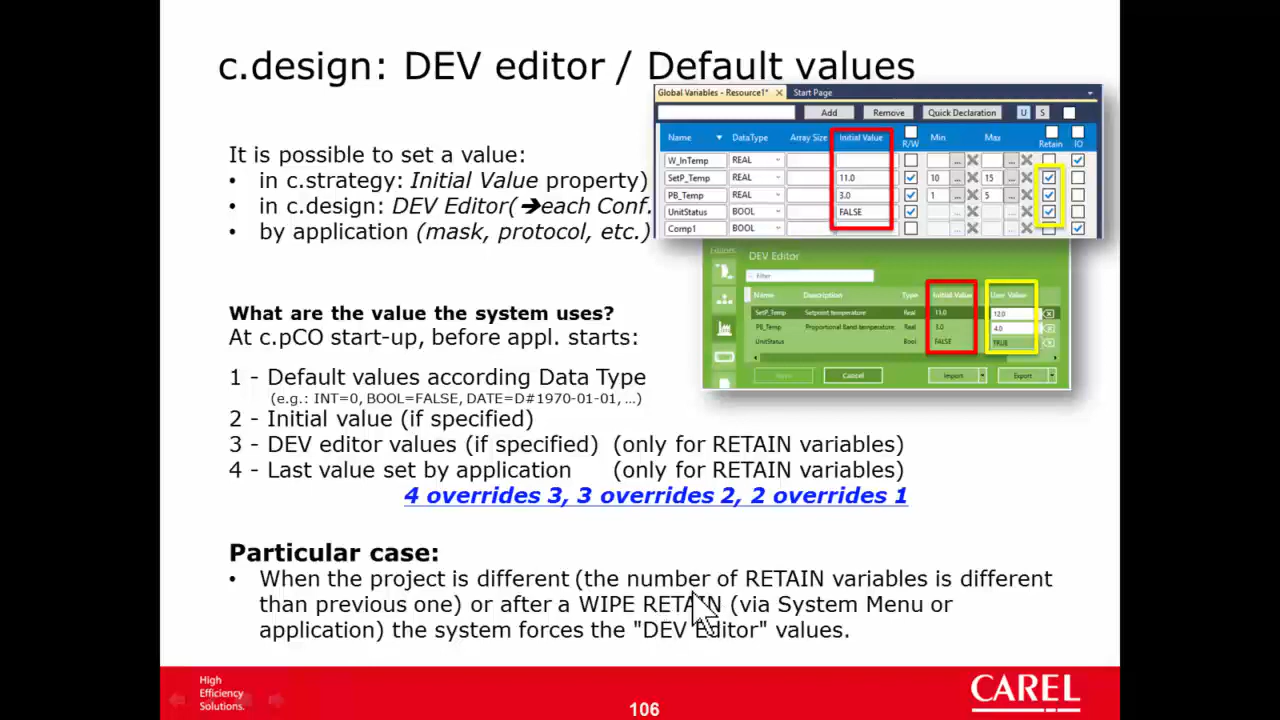 c.design: DEV editor / Default values
Global Variables - Resource1* Start Page
Add Remove Quick Declaration U S
Name DataType Array Size Initial Value R/W Min Max Retain IO
W_InTemp REAL ... ...
SetP_Temp REAL 11.0 10 ... 15 ...
PB_Temp REAL 3.0 1 ... 5 ...
UnitStatus BOOL FALSE ... ...
Comp1 BOOL ... ...
It is possible to set a value:
• in c.strategy: Initial Value property)
• in c.design: DEV Editor(➔each Conf.
• by application (mask, protocol, etc.)
DEV Editor
Filter
Name Description Type Initial Value User Value
SetP_Temp Setpoint temperature Real 11.0 12.0
PB_Temp Proportional Band temperature Real 3.0 4.0
UnitStatus Bool FALSE TRUE
Cancel Import Export
What are the value the system uses?
At c.pCO start-up, before appl. starts:
1 - Default values according Data Type
(e.g.: INT=0, BOOL=FALSE, DATE=D#1970-01-01, …)
2 - Initial value (if specified)
3 - DEV editor values (if specified) (only for RETAIN variables)
4 - Last value set by application (only for RETAIN variables)
4 overrides 3, 3 overrides 2, 2 overrides 1
Particular case:
• When the project is different (the number of RETAIN variables is different
than previous one) or after a WIPE RETAIN (via System Menu or
application) the system forces the "DEV Editor" values.
High
Efficiency
Solutions.
106
CAREL